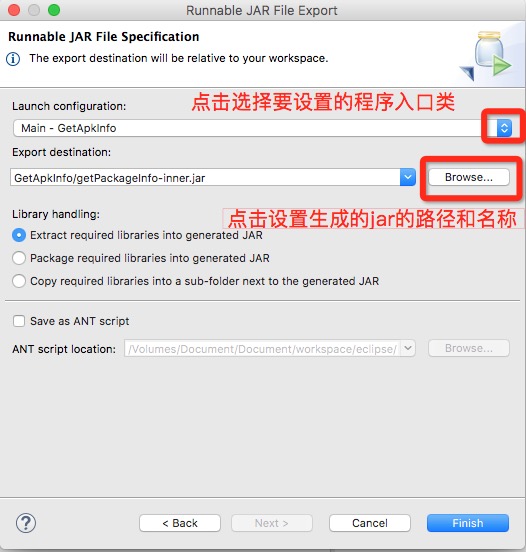 Runnable JAR File Export
Runnable JAR File Specification
The export destination will be relative to your workspace.
Launch configuration:
点击选择要设置的程序入口类
Main - GetApkInfo
Export destination:
GetApkInfo/getPackageInfo-inner.jar
Browse...
Library handling:
点击设置生成的jar的路径和名称
Extract required libraries into generated JAR
Package required libraries into generated JAR
Copy required libraries into a sub-folder next to the generated JAR
Save as ANT script
ANT script location:
/Volumes/Document/Document/workspace/eclipse/
Browse...
?
< Back
Next >
Cancel
Finish